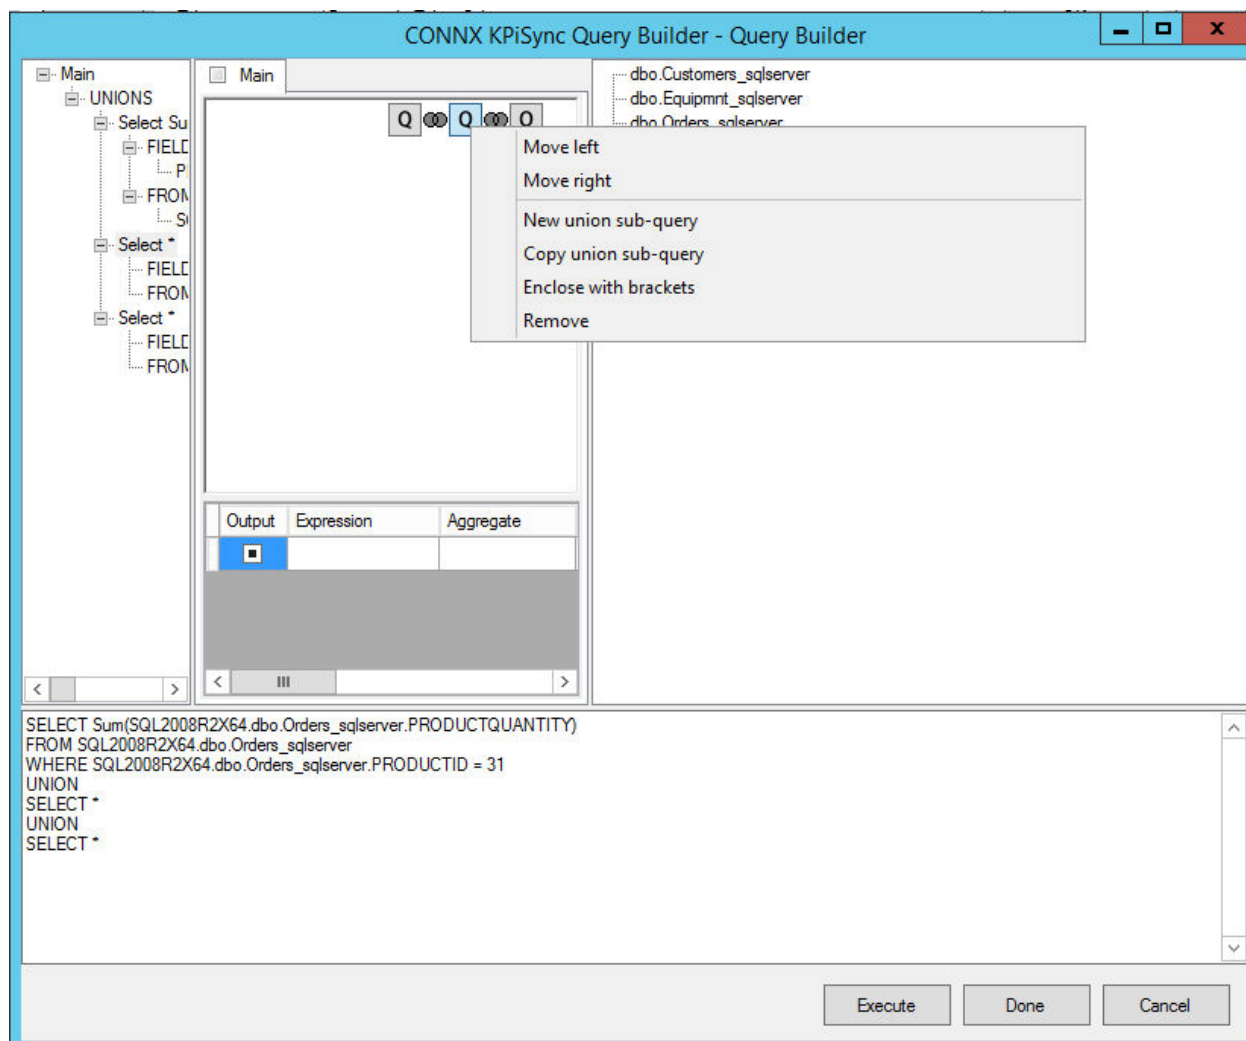 CONNX KPiSync Query Builder - Query Builder
X
Main
UNIONS
Select Su
FIELD
FROM
Select *
FIELD
FROM
Select *
FIELD
FROM
Main
Q Q Q
dbo.Customers_sqlserver
dbo.Equipmnt_sqlserver
dbo.Orders_sqlserver
Move left
Move right
New union sub-query
Copy union sub-query
Enclose with brackets
Remove
Output Expression Aggregate
SELECT Sum(SQL2008R2X64.dbo.Orders_sqlserver.PRODUCTQUANTITY)
FROM SQL2008R2X64.dbo.Orders_sqlserver
WHERE SQL2008R2X64.dbo.Orders_sqlserver.PRODUCTID = 31
UNION
SELECT *
UNION
SELECT *
Execute Done Cancel